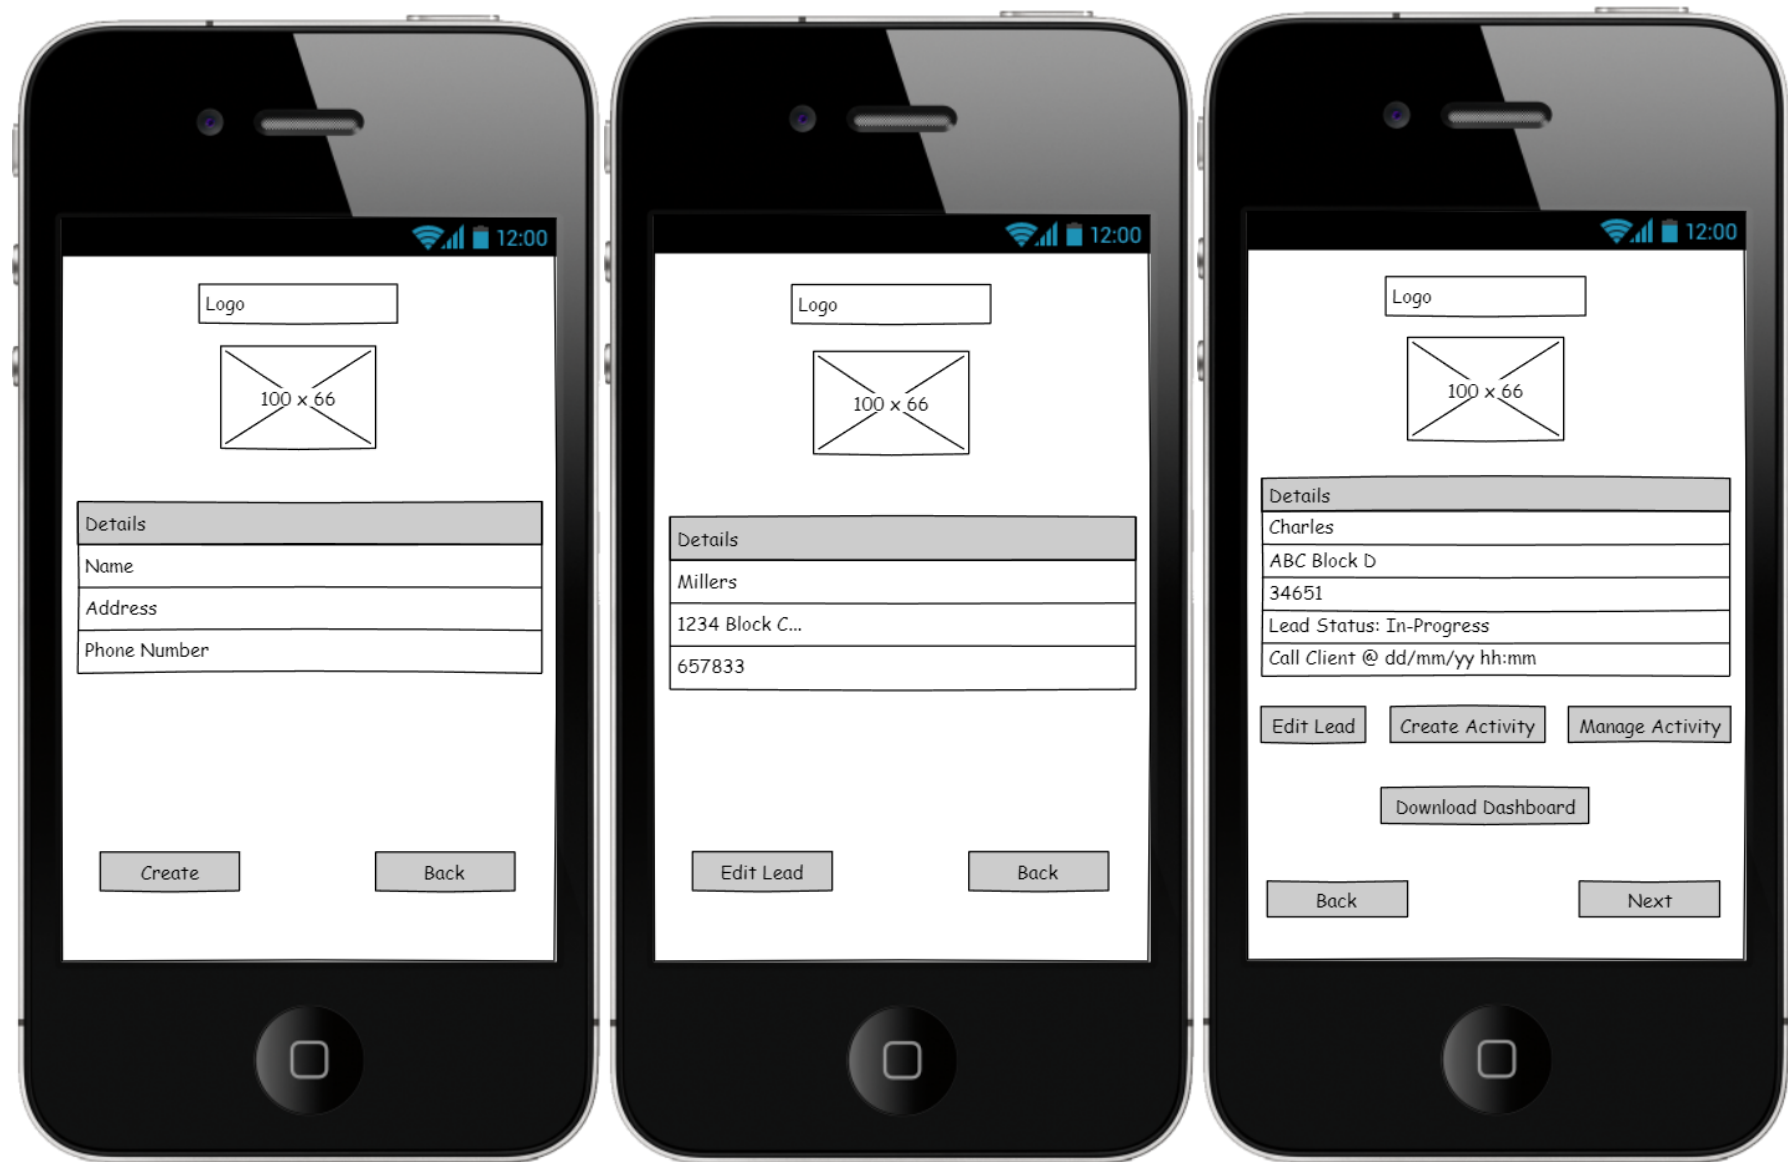 12:00
Logo
100 x 66
Details
Name
Address
Phone Number
Create
Back
12:00
Logo
100 x 66
Details
Millers
1234 Block C...
657833
Edit Lead
Back
12:00
Logo
100 x 66
Details
Charles
ABC Block D
34651
Lead Status: In-Progress
Call Client @ dd/mm/yy hh:mm
Edit Lead
Create Activity
Manage Activity
Download Dashboard
Back
Next